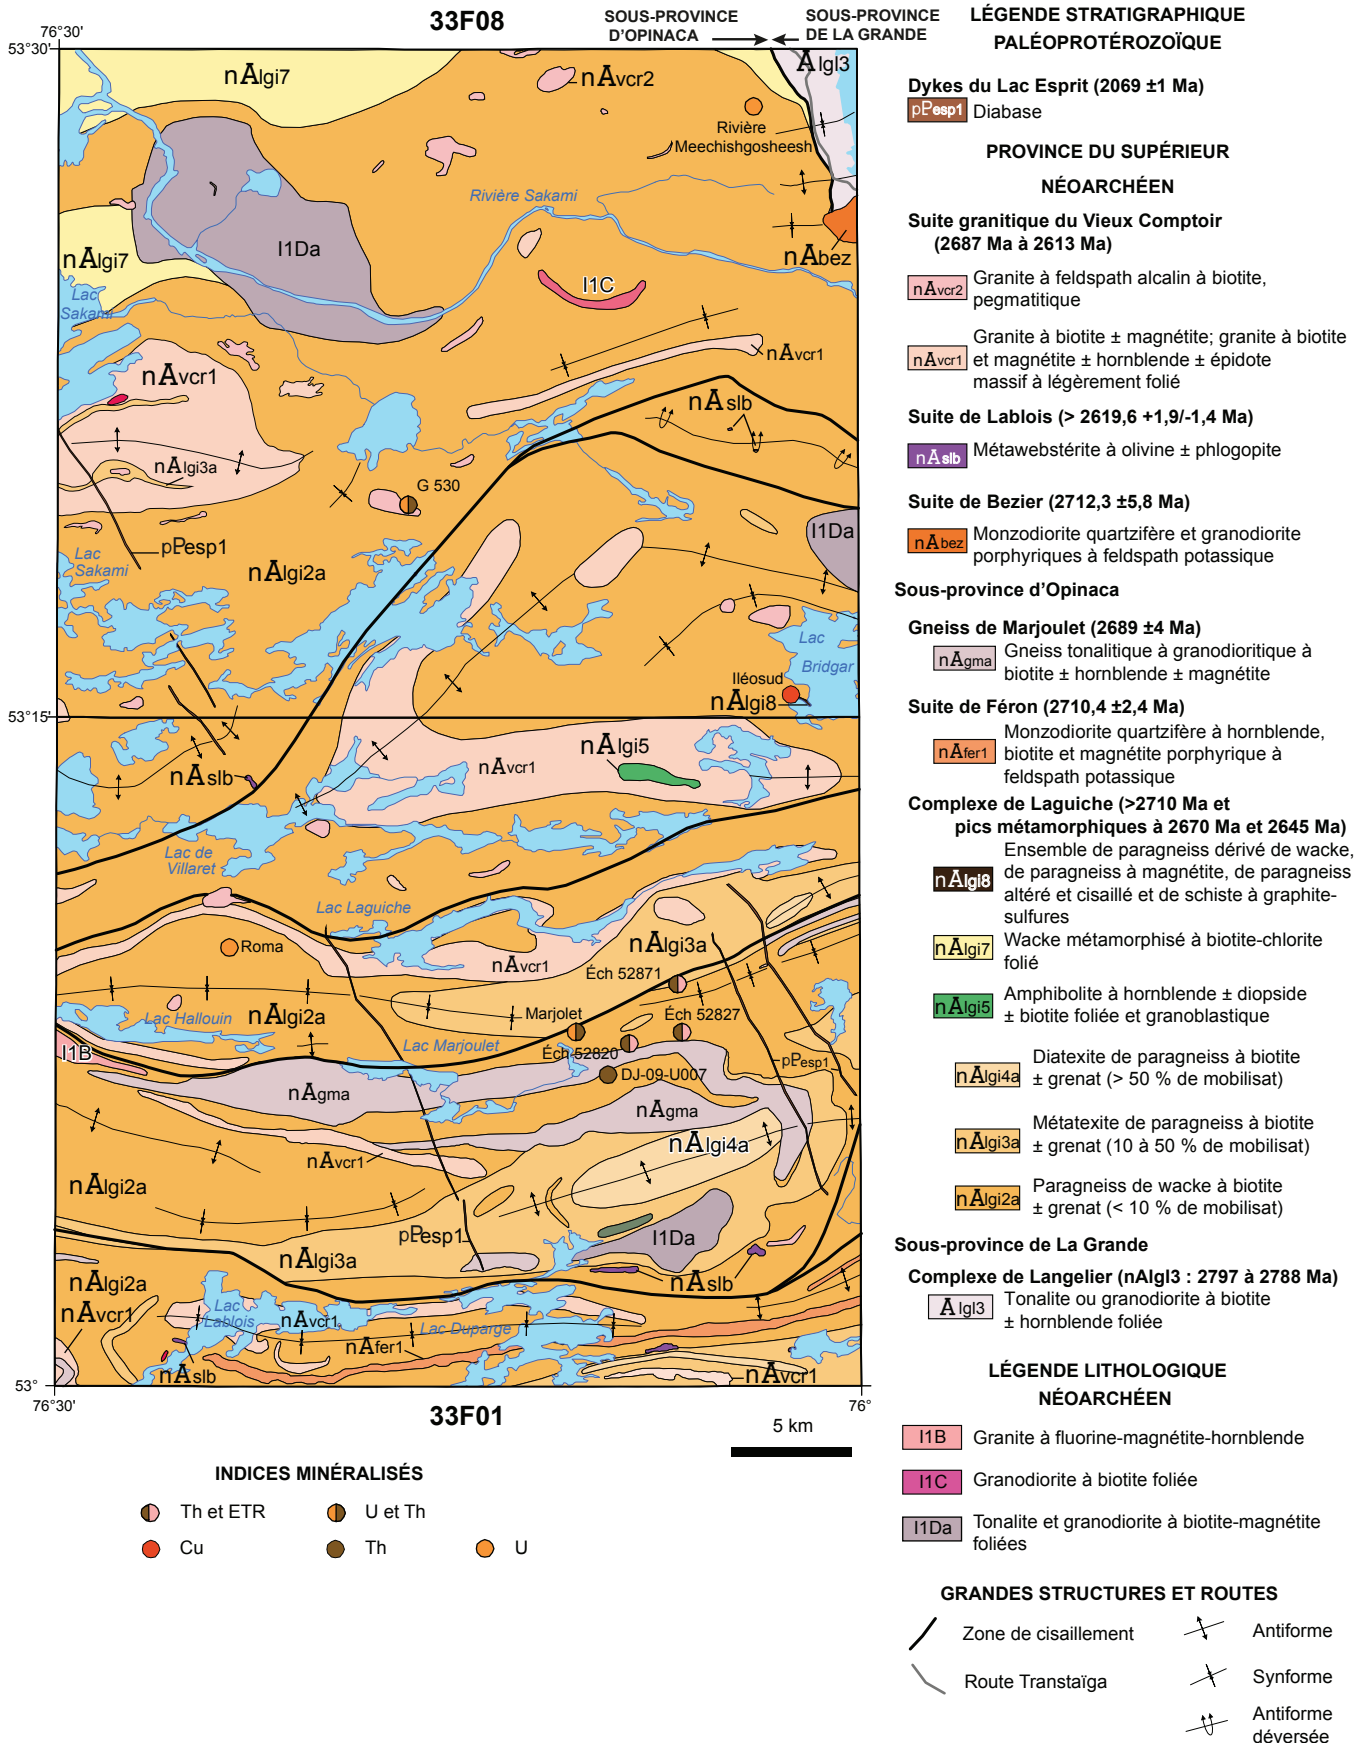 33F08
SOUS-PROVINCE
D'OPINACA
SOUS-PROVINCE
DE LA GRANDE
76°30'
53°30'
nAlgi7
nAvcr2
Algl3
Rivière
Meechishgosheesh
Rivière Sakami
I1Da
nAlgi7
nAbez
I1C
Lac
Sakami
nAvcr1
nAvcr1
nAslb
nAlgi3a
G 530
I1Da
pPesp1
Lac
Sakami
nAlgi2a
Lac
Bridgar
Iléosud
nAlgi8
53°15'
nAlgi5
nAvcr1
nAslb
Lac de
Villaret
Lac Laguiche
nAlgi3a
Roma
nAvcr1
Éch 52871
Marjolet
Éch 52827
nAlgi2a
Lac Hallouin
Lac Marjoulet
Éch 52820
I1B
pPesp1
DJ-09-U007
nAgma
nAgma
nAlgi4a
nAvcr1
nAlgi2a
pPesp1
I1Da
nAlgi3a
nAlgi2a
nAslb
nAvcr1
Lac
Lablois
nAvcr1
Lac Duparge
nAfer1
nAslb
nAvcr1
53°
76°30'
76°
33F01
5 km
INDICES MINÉRALISÉS
Th et ETR
U et Th
Cu
Th
U
LÉGENDE STRATIGRAPHIQUE
PALÉOPROTÉROZOÏQUE
Dykes du Lac Esprit (2069 ±1 Ma)
pPesp1 Diabase
PROVINCE DU SUPÉRIEUR
NÉOARCHÉEN
Suite granitique du Vieux Comptoir
(2687 Ma à 2613 Ma)
nAvcr2 Granite à feldspath alcalin à biotite,
pegmatitique
Granite à biotite ± magnétite; granite à biotite
nAvcr1 et magnétite ± hornblende ± épidote
massif à légèrement folié
Suite de Lablois (> 2619,6 +1,9/-1,4 Ma)
nAslb Métawebstérite à olivine ± phlogopite
Suite de Bezier (2712,3 ±5,8 Ma)
nAbez Monzodiorite quartzifère et granodiorite
porphyriques à feldspath potassique
Sous-province d'Opinaca
Gneiss de Marjoulet (2689 ±4 Ma)
nAgma Gneiss tonalitique à granodioritique à
biotite ± hornblende ± magnétite
Suite de Féron (2710,4 ±2,4 Ma)
Monzodiorite quartzifère à hornblende,
nAfer1 biotite et magnétite porphyrique à
feldspath potassique
Complexe de Laguiche (>2710 Ma et
pics métamorphiques à 2670 Ma et 2645 Ma)
Ensemble de paragneiss dérivé de wacke,
de paragneiss à magnétite, de paragneiss
nAlgi8 altéré et cisaillé et de schiste à graphite-
sulfures
nAlgi7 Wacke métamorphisé à biotite-chlorite
folié
nAlgi5 Amphibolite à hornblende ± diopside
± biotite foliée et granoblastique
Diatexite de paragneiss à biotite
nAlgi4a ± grenat (> 50 % de mobilisat)
Métatexite de paragneiss à biotite
nAlgi3a ± grenat (10 à 50 % de mobilisat)
nAlgi2a Paragneiss de wacke à biotite
± grenat (< 10 % de mobilisat)
Sous-province de La Grande
Complexe de Langelier (nAlgl3 : 2797 à 2788 Ma)
Algl3 Tonalite ou granodiorite à biotite
± hornblende foliée
LÉGENDE LITHOLOGIQUE
NÉOARCHÉEN
I1B Granite à fluorine-magnétite-hornblende
I1C Granodiorite à biotite foliée
I1Da Tonalite et granodiorite à biotite-magnétite
foliées
GRANDES STRUCTURES ET ROUTES
Zone de cisaillement
Antiforme
Route Transtaïga
Synforme
Antiforme
déversée